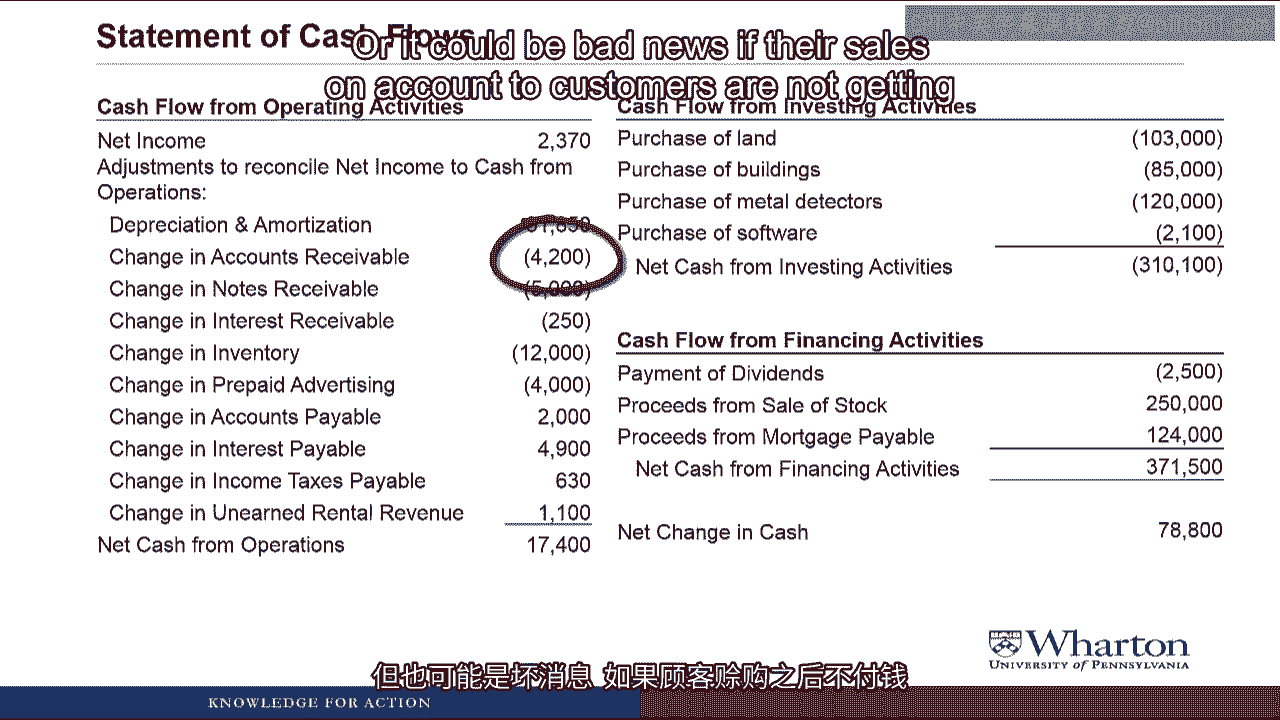 Statement of Cash Flows
Or it could be bad news if their sales
on account to customers are not getting
Cash Flow from Operating Activities
Net Income 2,370
Adjustments to reconcile Net Income to Cash from
Operations:
Depreciation & Amortization 31,850
Change in Accounts Receivable (4,200)
Change in Notes Receivable (5,000)
Change in Interest Receivable (250)
Change in Inventory (12,000)
Change in Prepaid Advertising (4,000)
Change in Accounts Payable 2,000
Change in Interest Payable 4,900
Change in Income Taxes Payable 630
Change in Unearned Rental Revenue 1,100
Net Cash from Operations 17,400
Cash Flow from Investing Activities
Purchase of land (103,000)
Purchase of buildings (85,000)
Purchase of metal detectors (120,000)
Purchase of software (2,100)
Net Cash from Investing Activities (310,100)
Cash Flow from Financing Activities
Payment of Dividends (2,500)
Proceeds from Sale of Stock 250,000
Proceeds from Mortgage Payable 124,000
Net Cash from Financing Activities 371,500
Net Change in Cash 78,800
Wharton
UNIVERSITY of PENNSYLVANIA
但也可能是坏消息 如果顾客赊购之后不付钱
KNOWLEDGE FOR ACTION